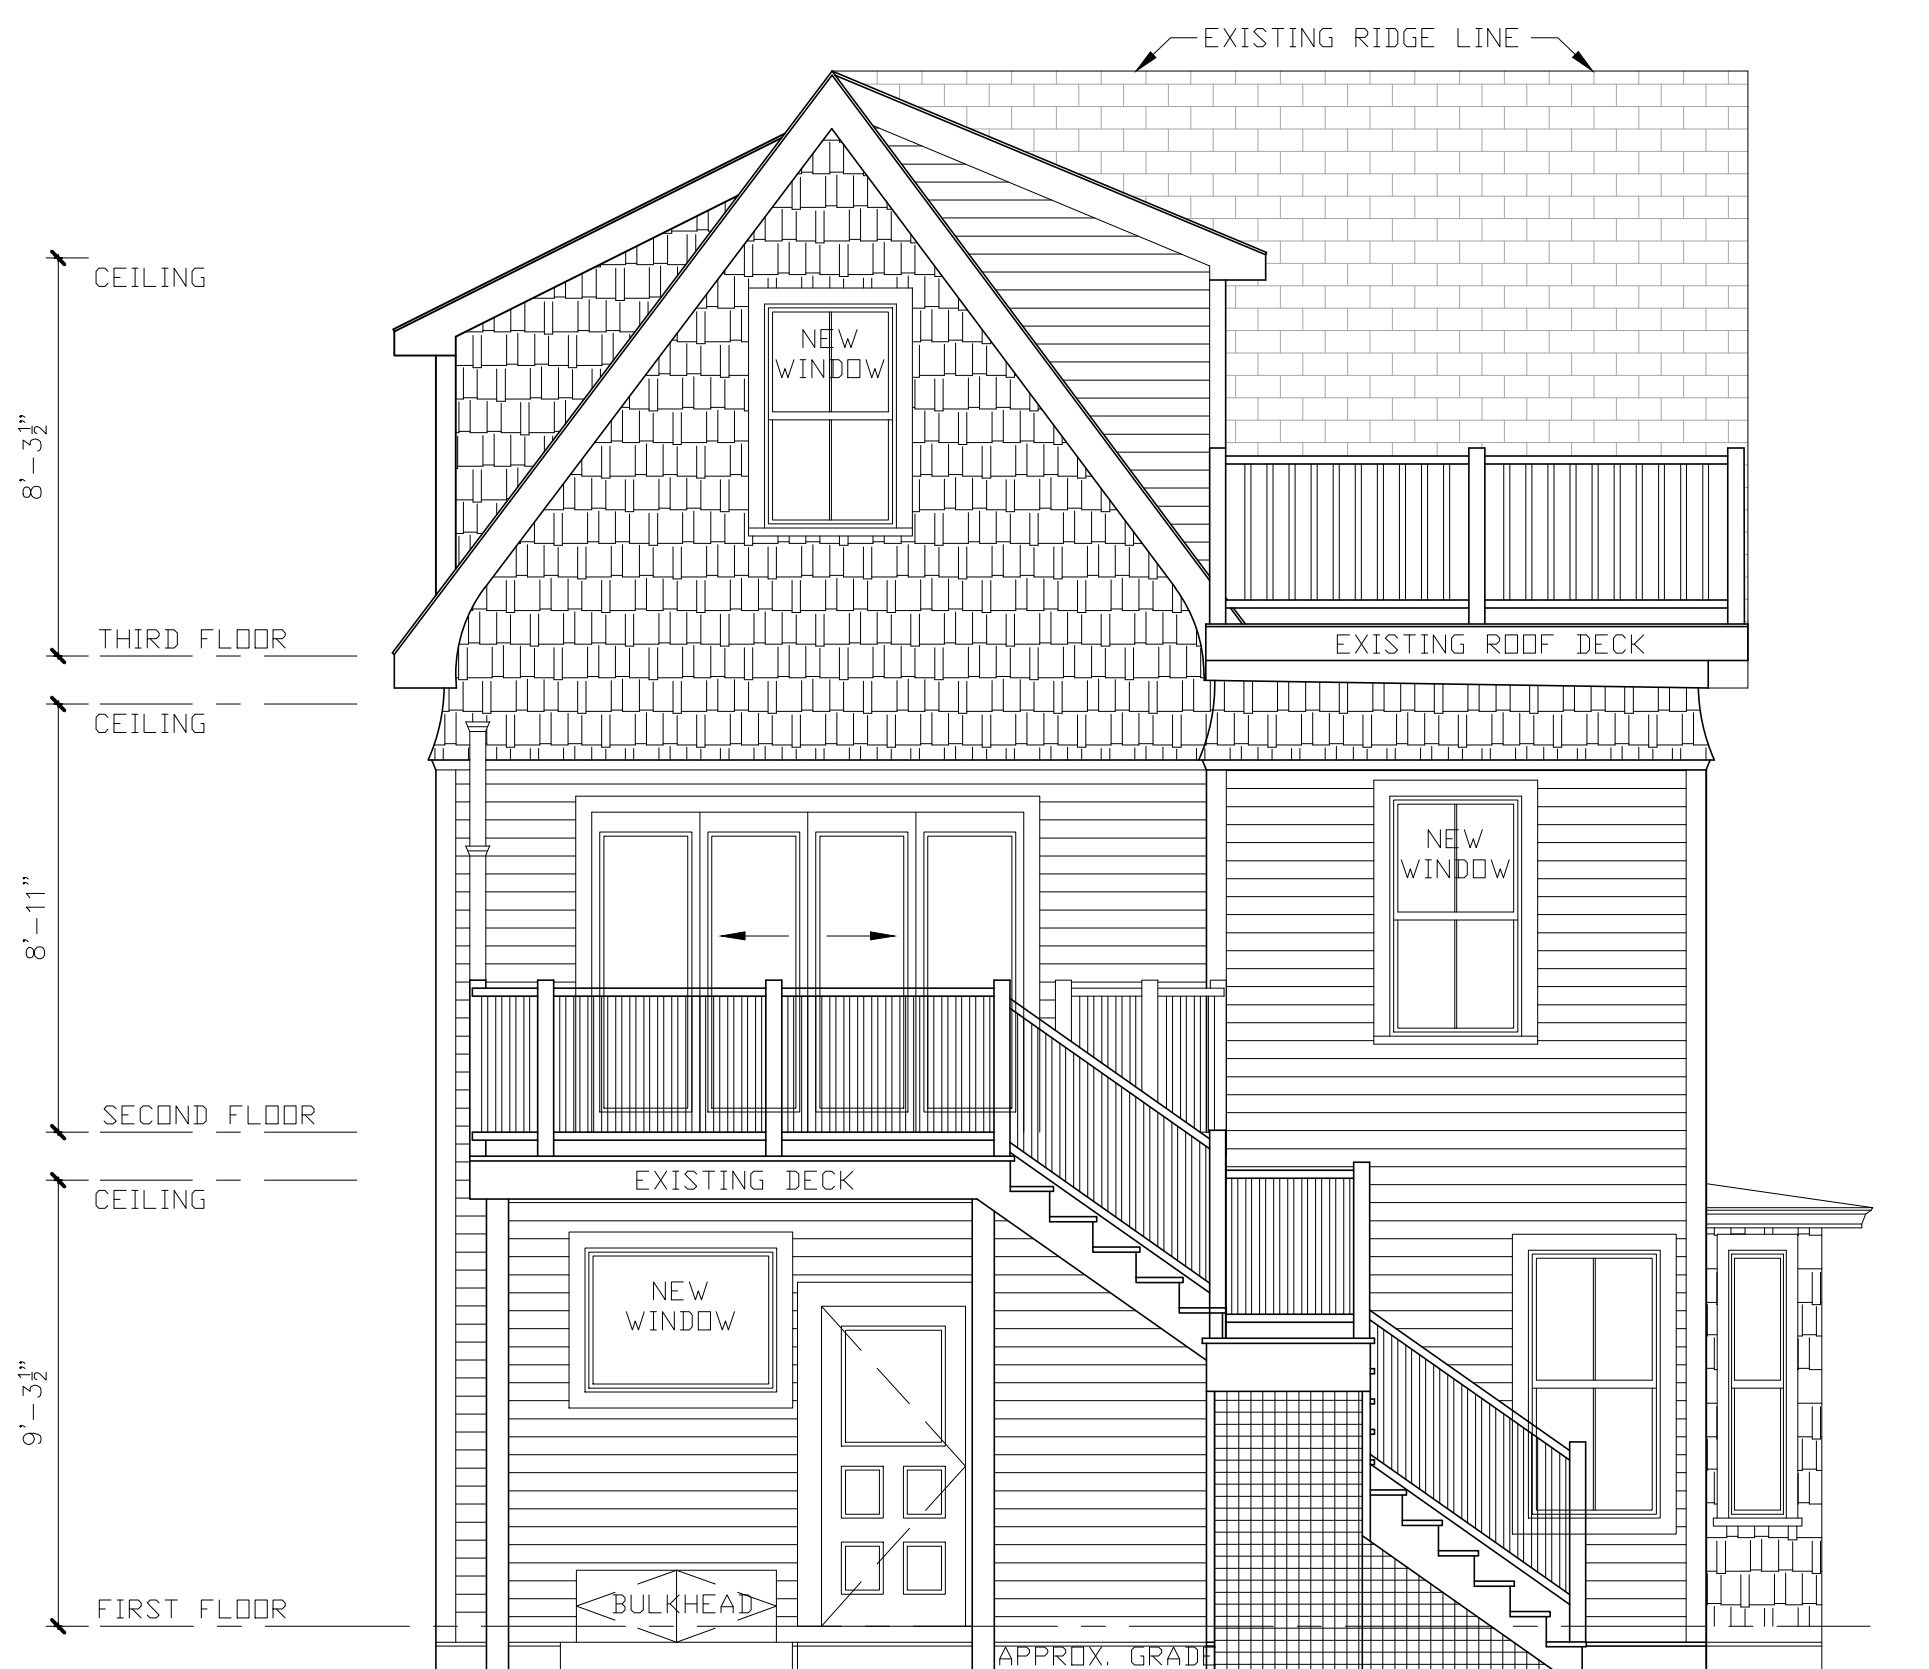 EXISTING RIDGE LINE
CEILING
NEW
WINDOW
8'-3½"
THIRD FLOOR
EXISTING ROOF DECK
CEILING
NEW
WINDOW
8'-11"
SECOND FLOOR
EXISTING DECK
CEILING
NEW
WINDOW
9'-3½"
FIRST FLOOR
BULKHEAD
APPROX. GRADE